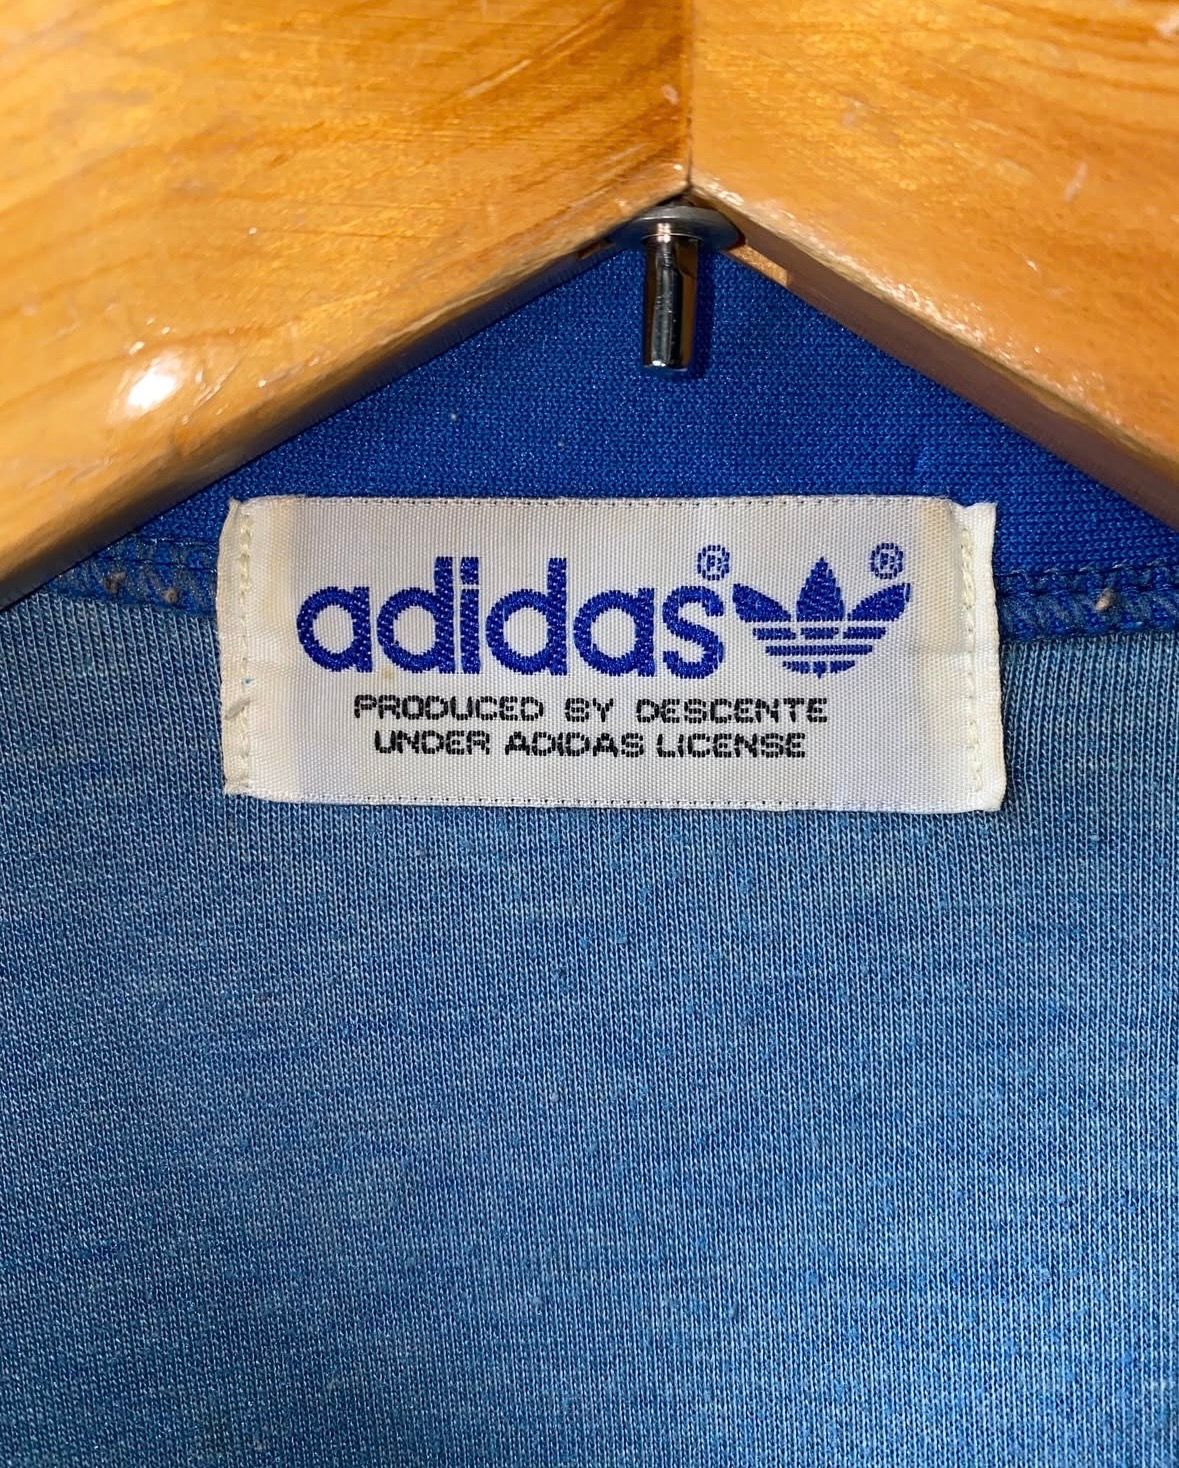 adidas® ®
PRODUCED BY DESCENTE
UNDER ADIDAS LICENSE